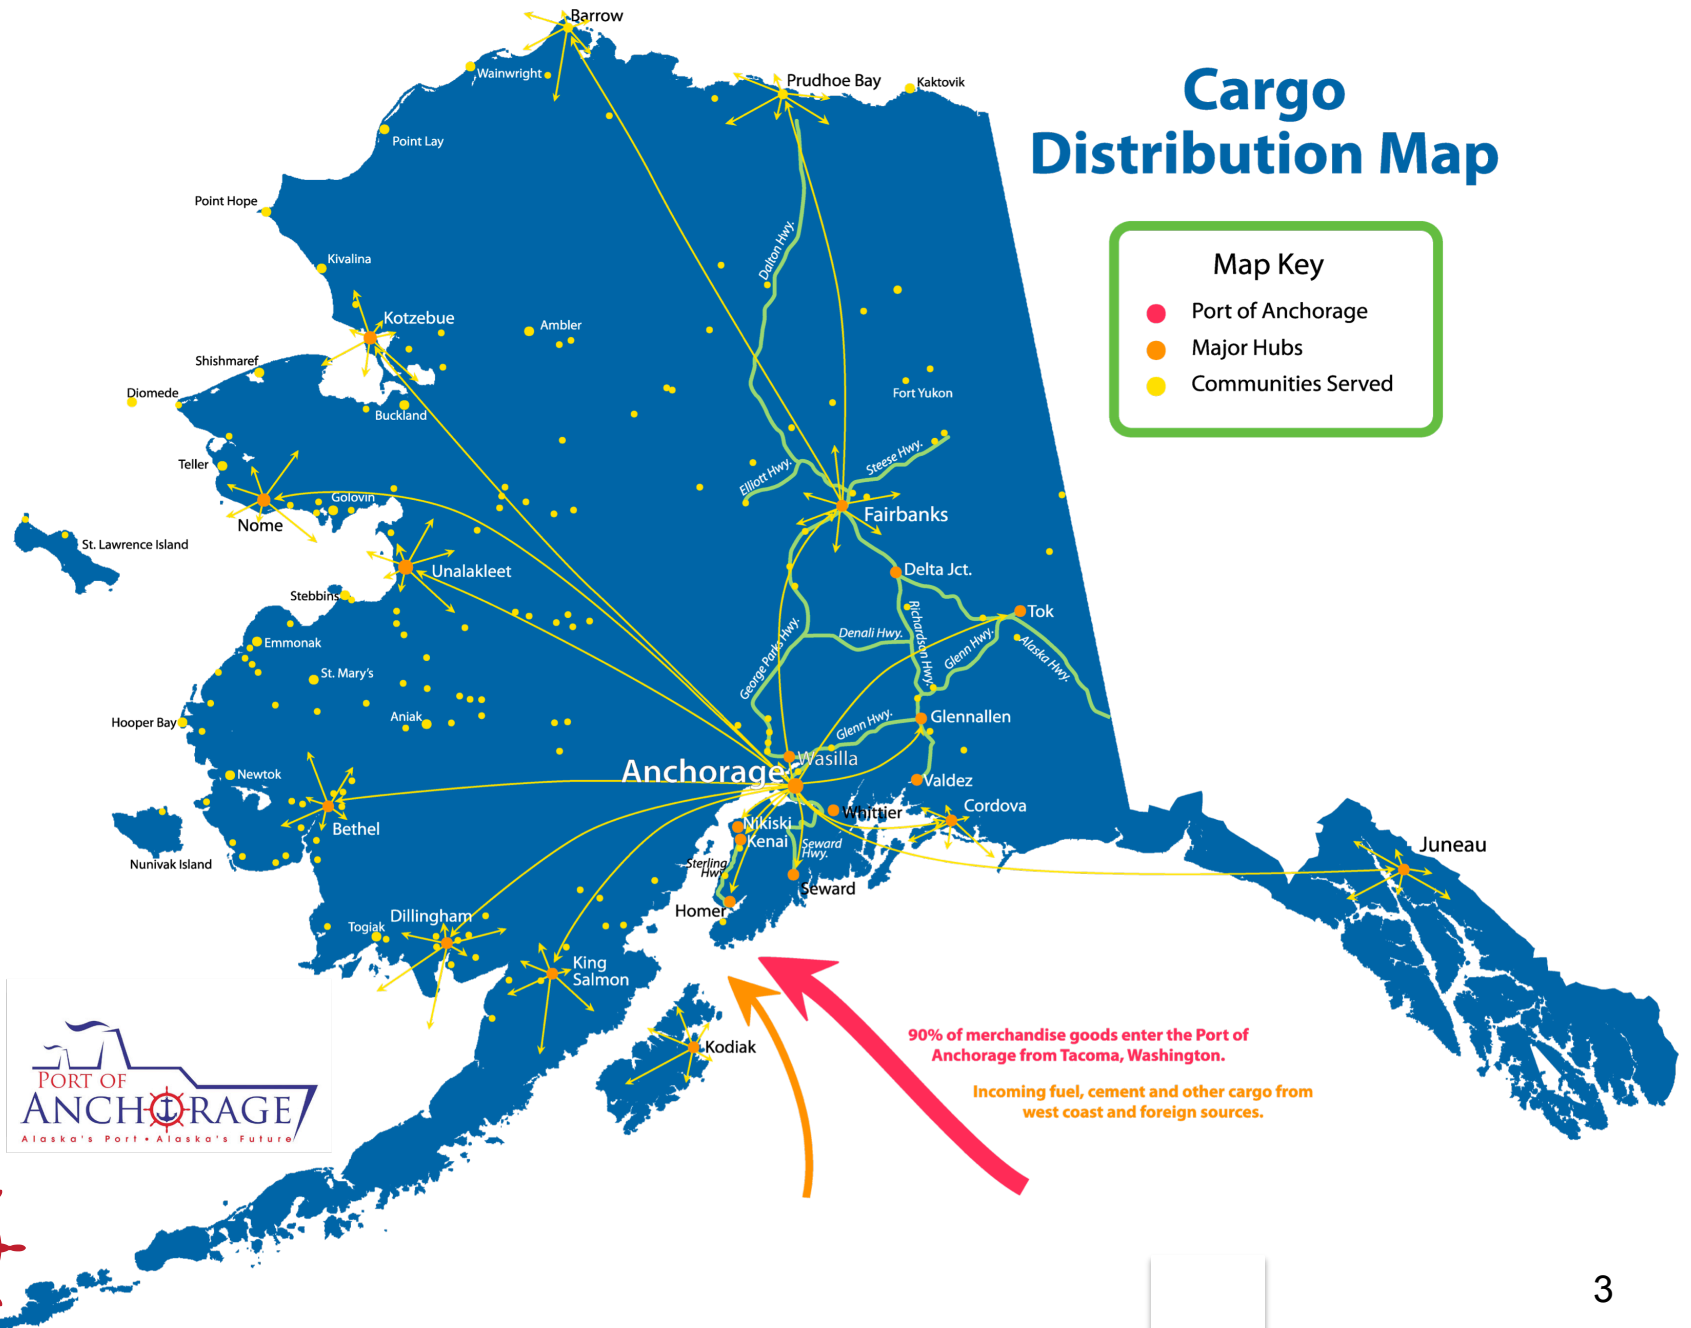 Cargo
Distribution Map
Map Key
Port of Anchorage
Major Hubs
Communities Served
Barrow
Wainwright
Prudhoe Bay
Kaktovik
Point Lay
Point Hope
Kivalina
Dalton Hwy.
Kotzebue
Ambler
Shishmaref
Diomede
Buckland
Fort Yukon
Teller
Elliott Hwy.
Steese Hwy.
Golovin
Nome
Fairbanks
St. Lawrence Island
Unalakleet
Delta Jct.
Stebbins
Tok
Emmonak
Richardson Hwy.
Denali Hwy.
Glenn Hwy.
Alaska Hwy.
George Parks Hwy.
St. Mary's
Hooper Bay
Aniak
Glennallen
Glenn Hwy.
Newtok
Anchorage
Wasilla
Valdez
Bethel
Whittier
Cordova
Nikiski
Kenai
Seward
Hwy.
Juneau
Nunivak Island
Sterling
Hwy
Seward
Homer
Dillingham
Togiak
King
Salmon
Kodiak
90% of merchandise goods enter the Port of
Anchorage from Tacoma, Washington.
Incoming fuel, cement and other cargo from
west coast and foreign sources.
PORT OF
ANCHORAGE
Alaska's Port • Alaska's Future
3